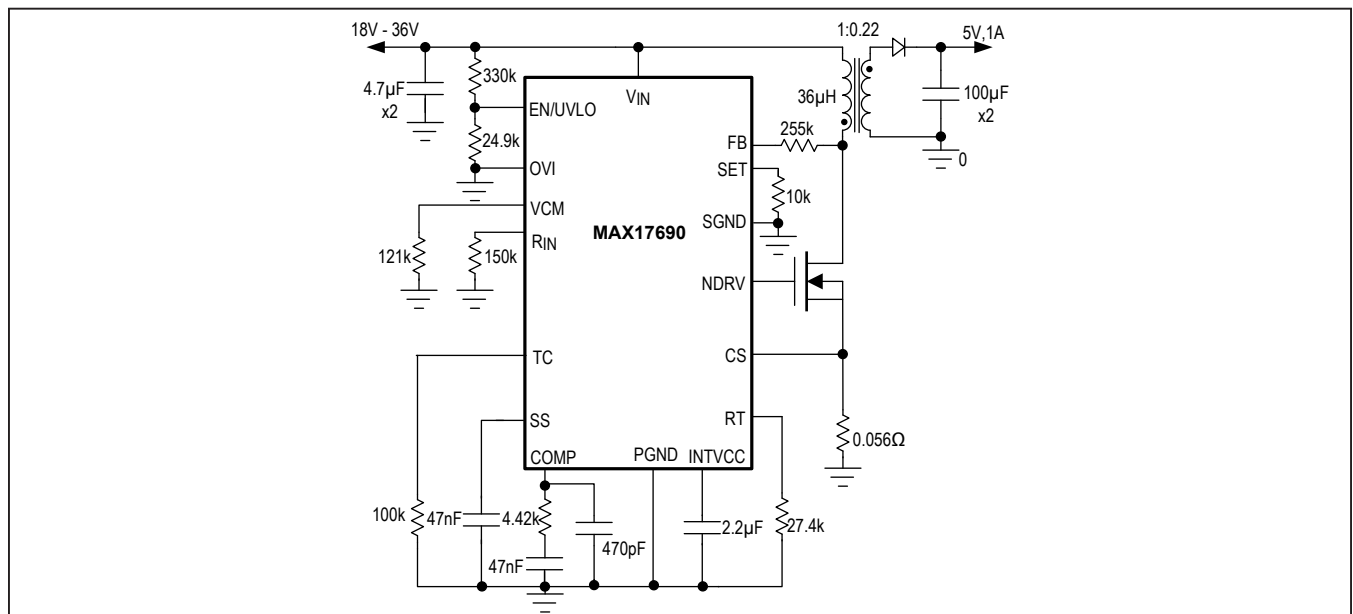 18V - 36V
1:0.22
5V,1A
330k
4.7µF
x2
EN/UVLO
VIN
36µH
100µF
x2
24.9k
FB
255k
OVI
SET
0
10k
VCM
SGND
RIN
MAX17690
121k
150k
NDRV
TC
CS
SS
RT
0.056Ω
COMP
PGND
INTVCC
100k
47nF
4.42k
470pF
2.2µF
27.4k
47nF